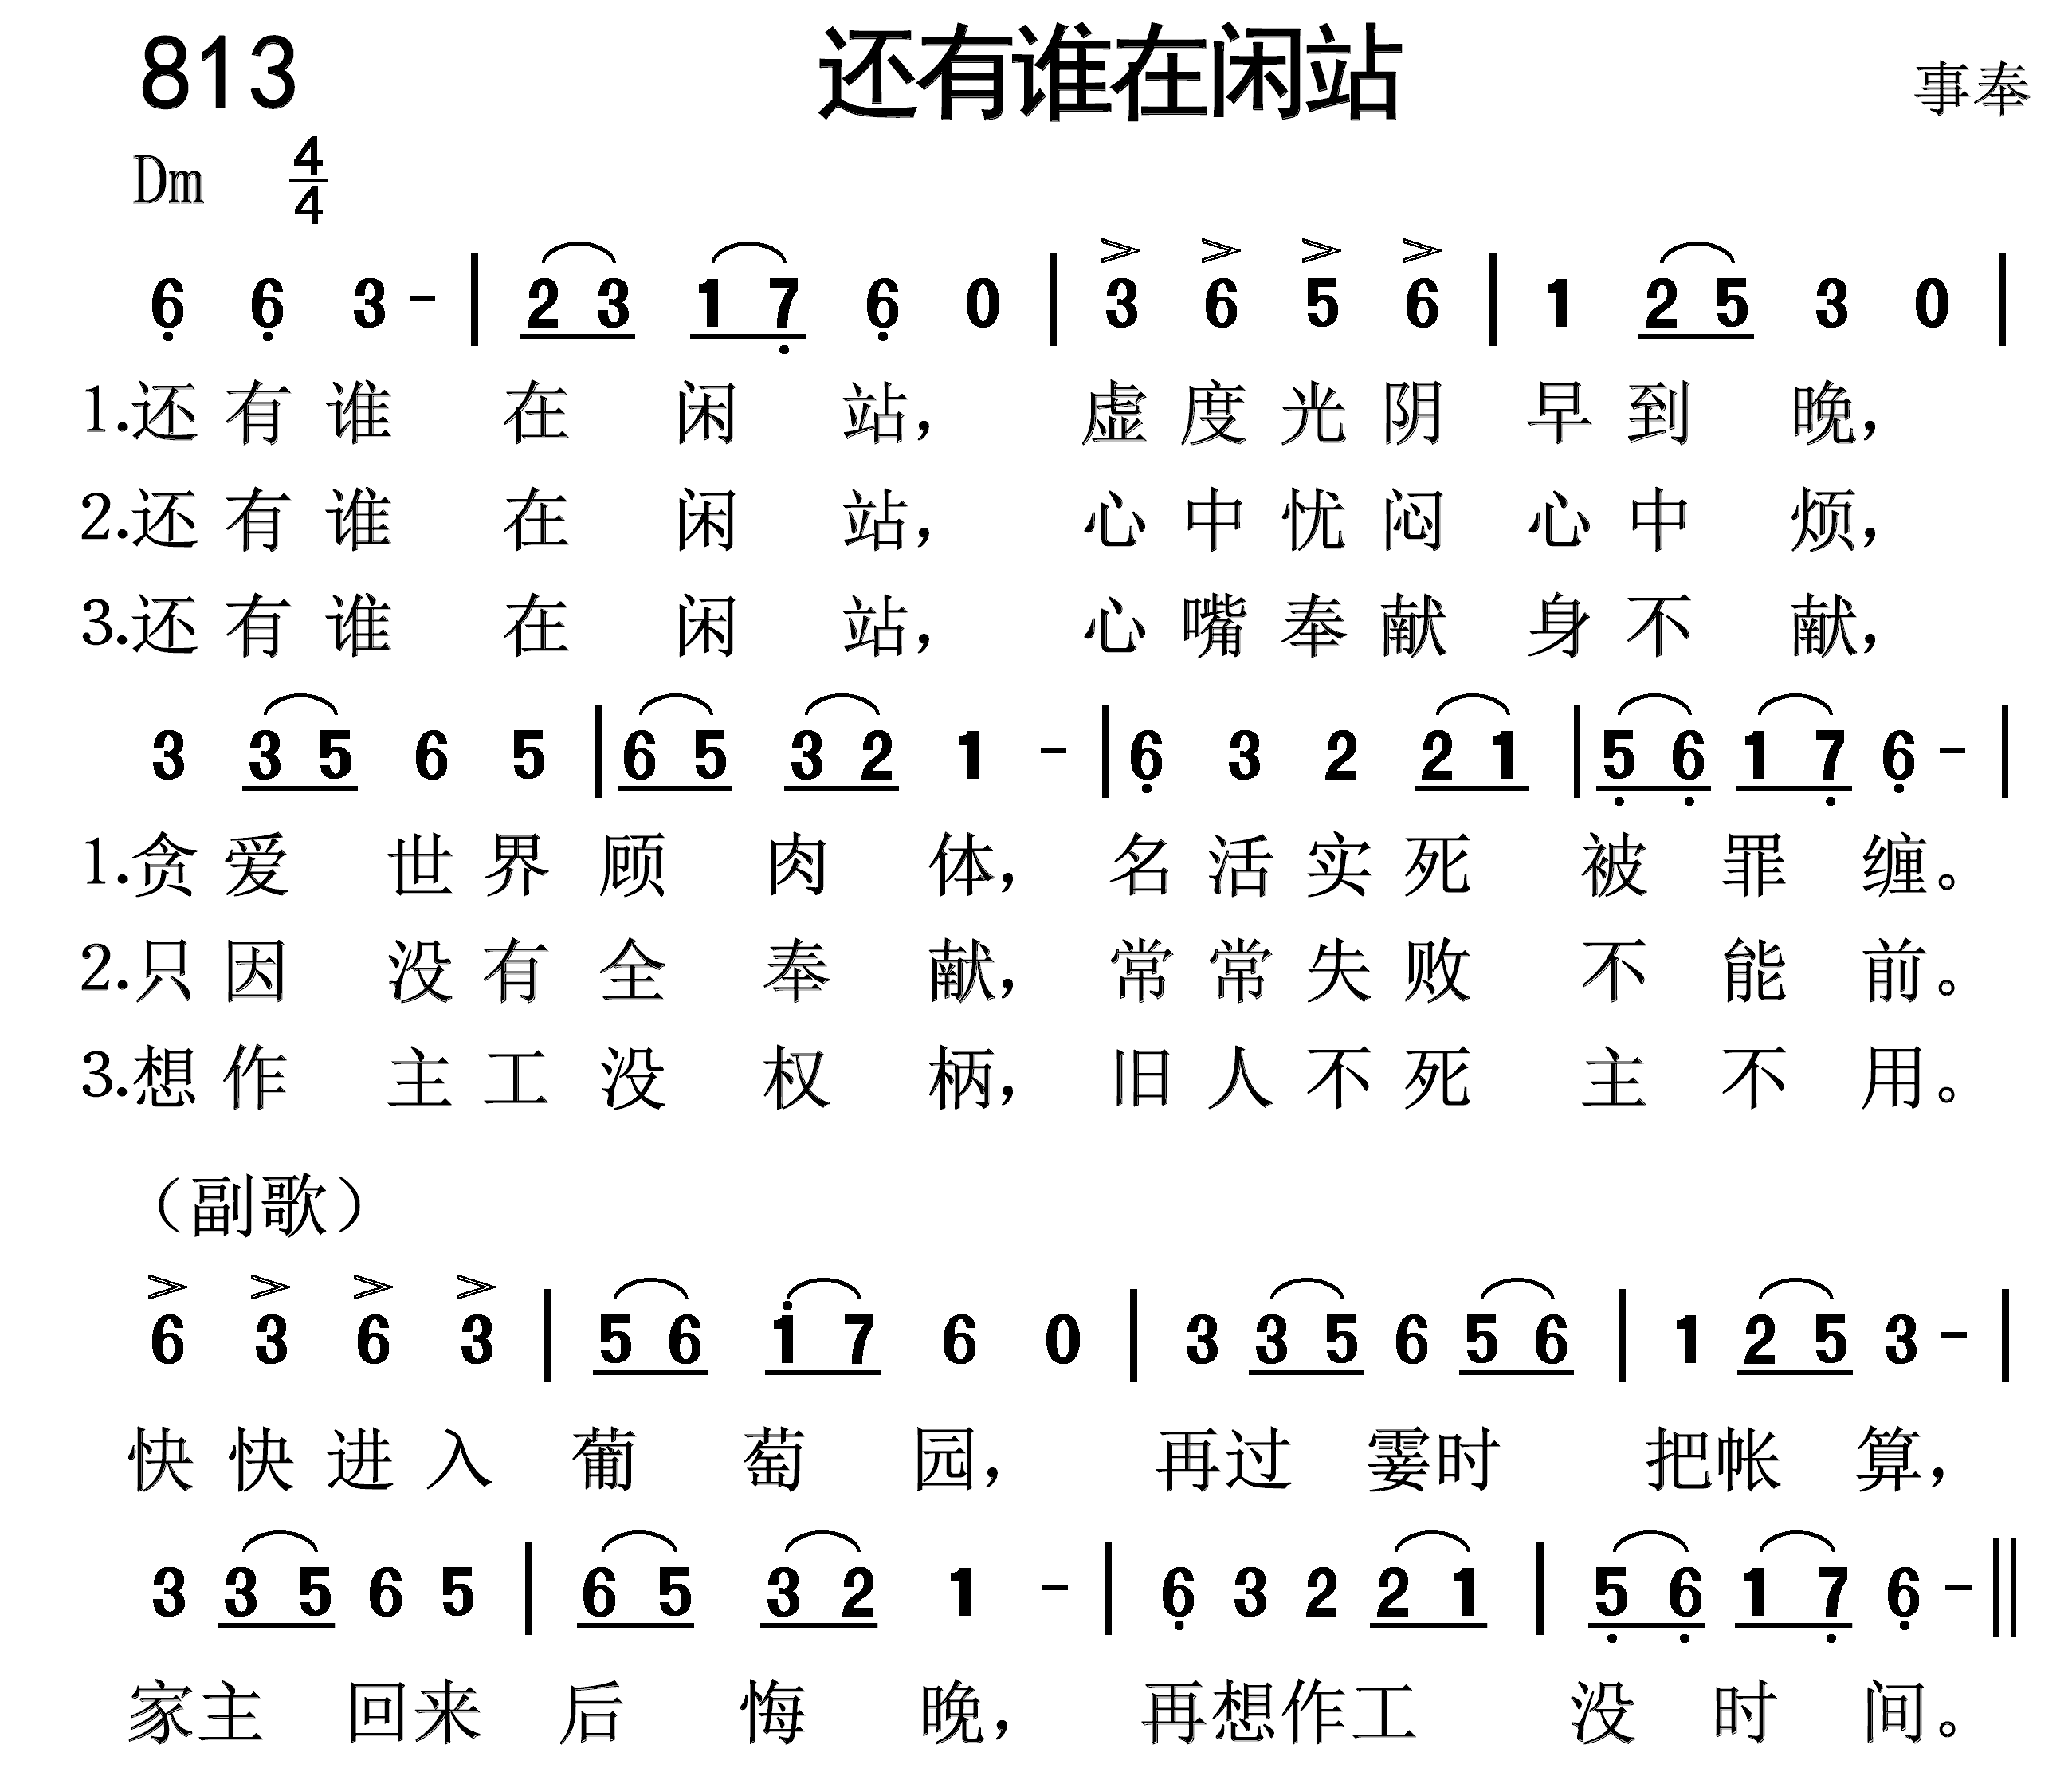 813 还有谁在闲站 事奉
Dm 4/4
6 6 3 - | 2 3 1 7 6 0 | 3 6 5 6 | 1 2 5 3 0 |
1.还有谁在闲站，虚度光阴早到晚，
2.还有谁在闲站，心中忧闷心中烦，
3.还有谁在闲站，心嘴奉献身不献，
3 3 5 6 5 | 6 5 3 2 1 - | 6 3 2 2 1 | 5 6 1 7 6 - |
1.贪爱世界顾肉体，名活实死被罪缠。
2.只因没有全奉献，常常失败不能前。
3.想作主工没权柄，旧人不死主不用。
（副歌）
6 3 6 3 | 5 6 1 7 6 0 | 3 3 5 6 5 6 | 1 2 5 3 - |
快快进入葡萄园，再过霎时把帐算，
3 3 5 6 5 | 6 5 3 2 1 - | 6 3 2 2 1 | 5 6 1 7 6 - ||
家主回来后悔晚，再想作工没时间。